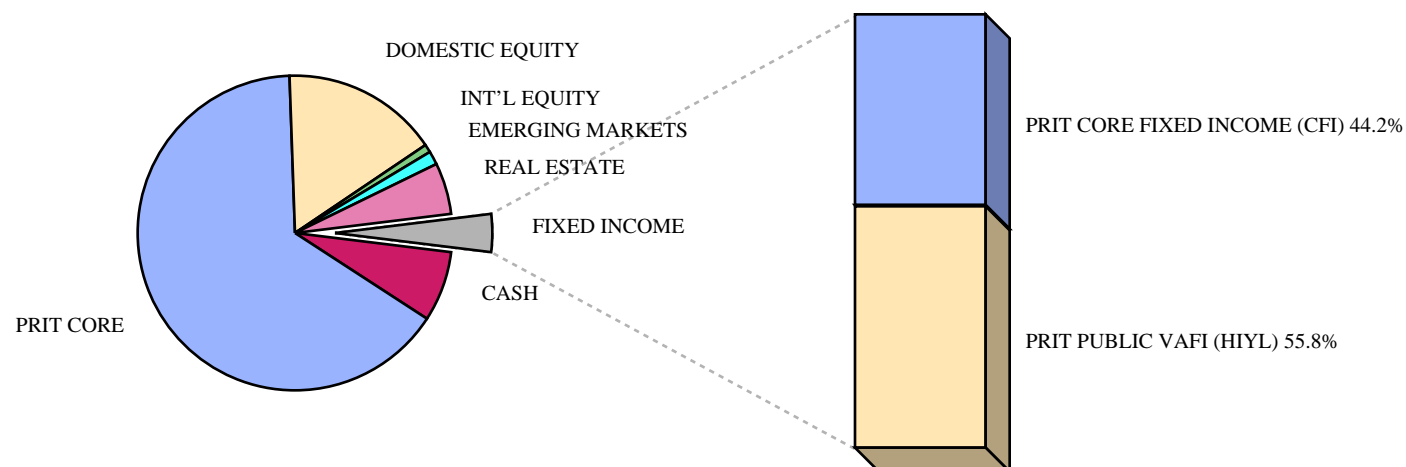 DOMESTIC EQUITY
INT'L EQUITY
EMERGING MARKETS
REAL ESTATE
FIXED INCOME
CASH
PRIT CORE
PRIT CORE FIXED INCOME (CFI) 44.2%
PRIT PUBLIC VAFI (HIYL) 55.8%